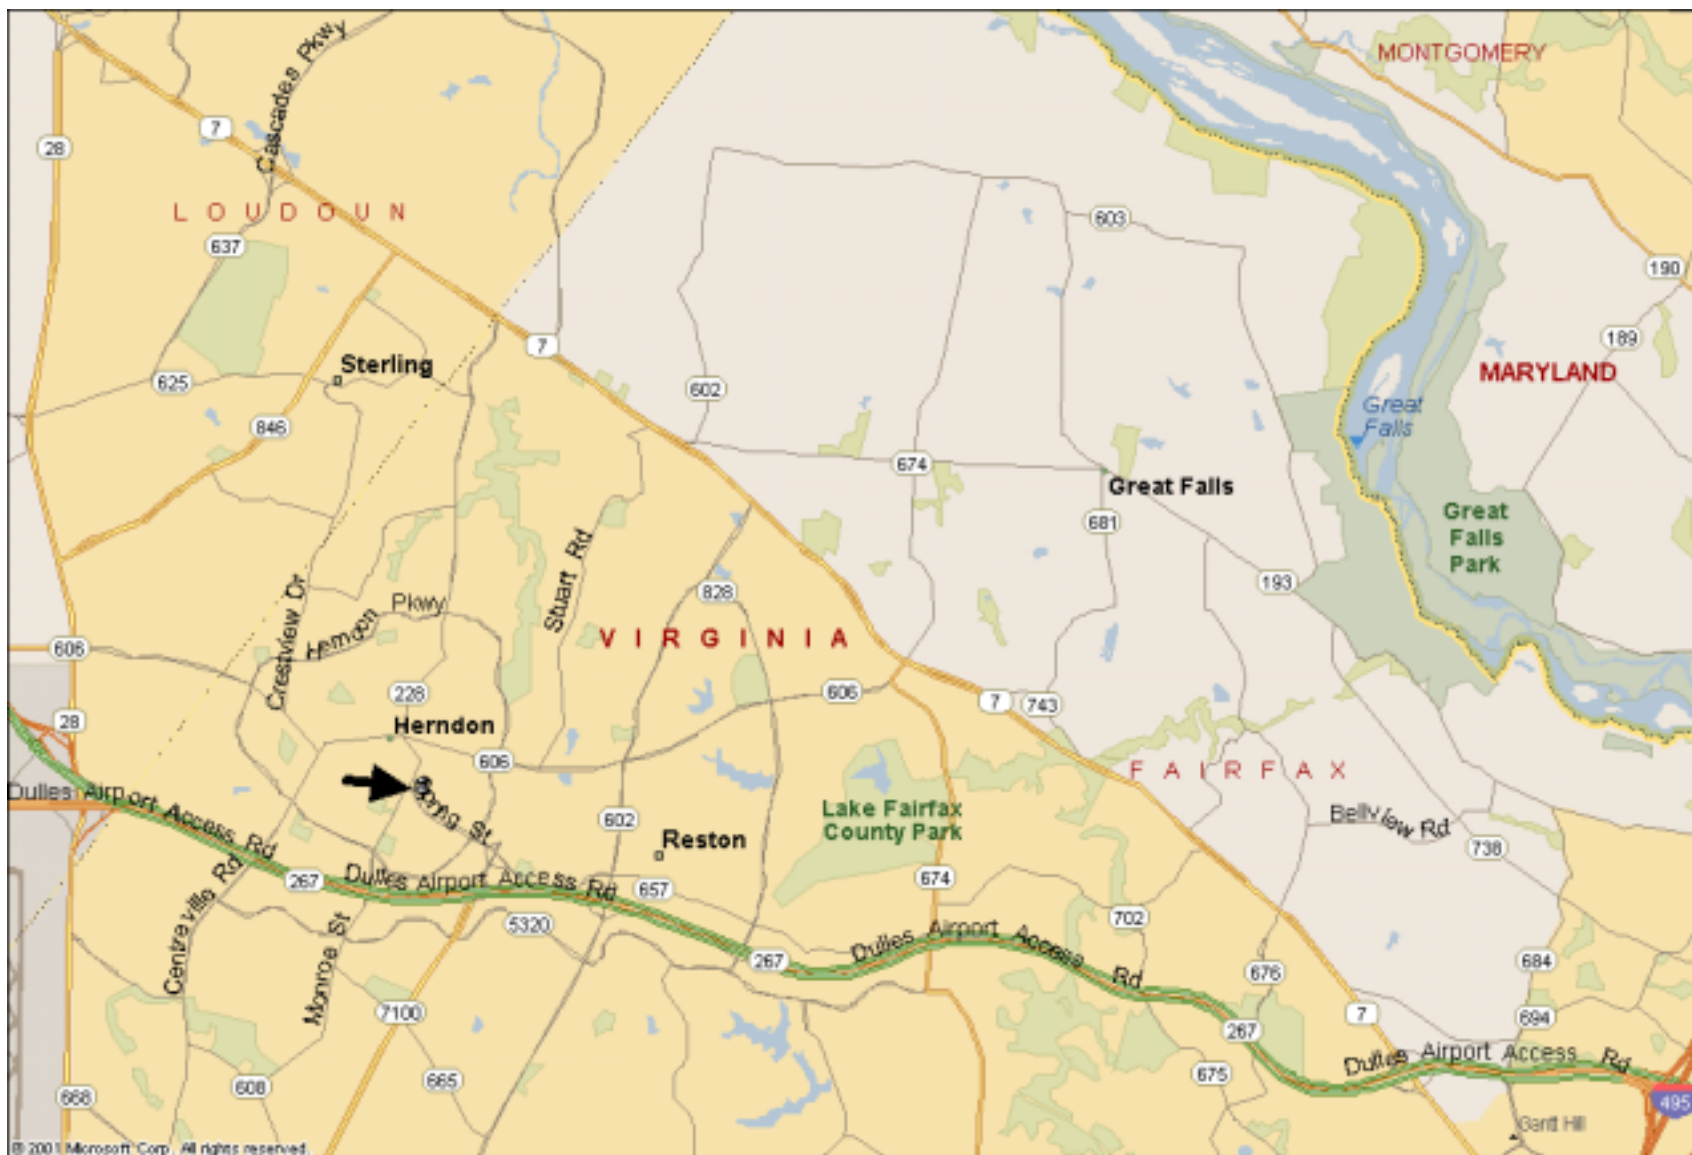 MONTGOMERY
Cascades Pkwy
7
28
LOUDOUN
603
637
190
189
Sterling
7
MARYLAND
625
602
Great
Falls
846
674
Great Falls
Great
Falls
Park
681
Stuart Rd
193
Crestview Dr
828
Herndon Pkwy
VIRGINIA
606
228
606
7
743
28
Herndon
606
FAIRFAX
Dulles Airport Access Rd
Spring St
602
Lake Fairfax
County Park
Bellview Rd
Reston
738
Centreville Rd
267
Dulles Airport Access Rd
657
674
Monroe St
5320
702
Dulles Airport Access Rd
267
684
676
7100
7
694
267
Dulles Airport Access Rd
608
665
675
668
495
Gantt Hill
© 2001 Microsoft Corp. All rights reserved.